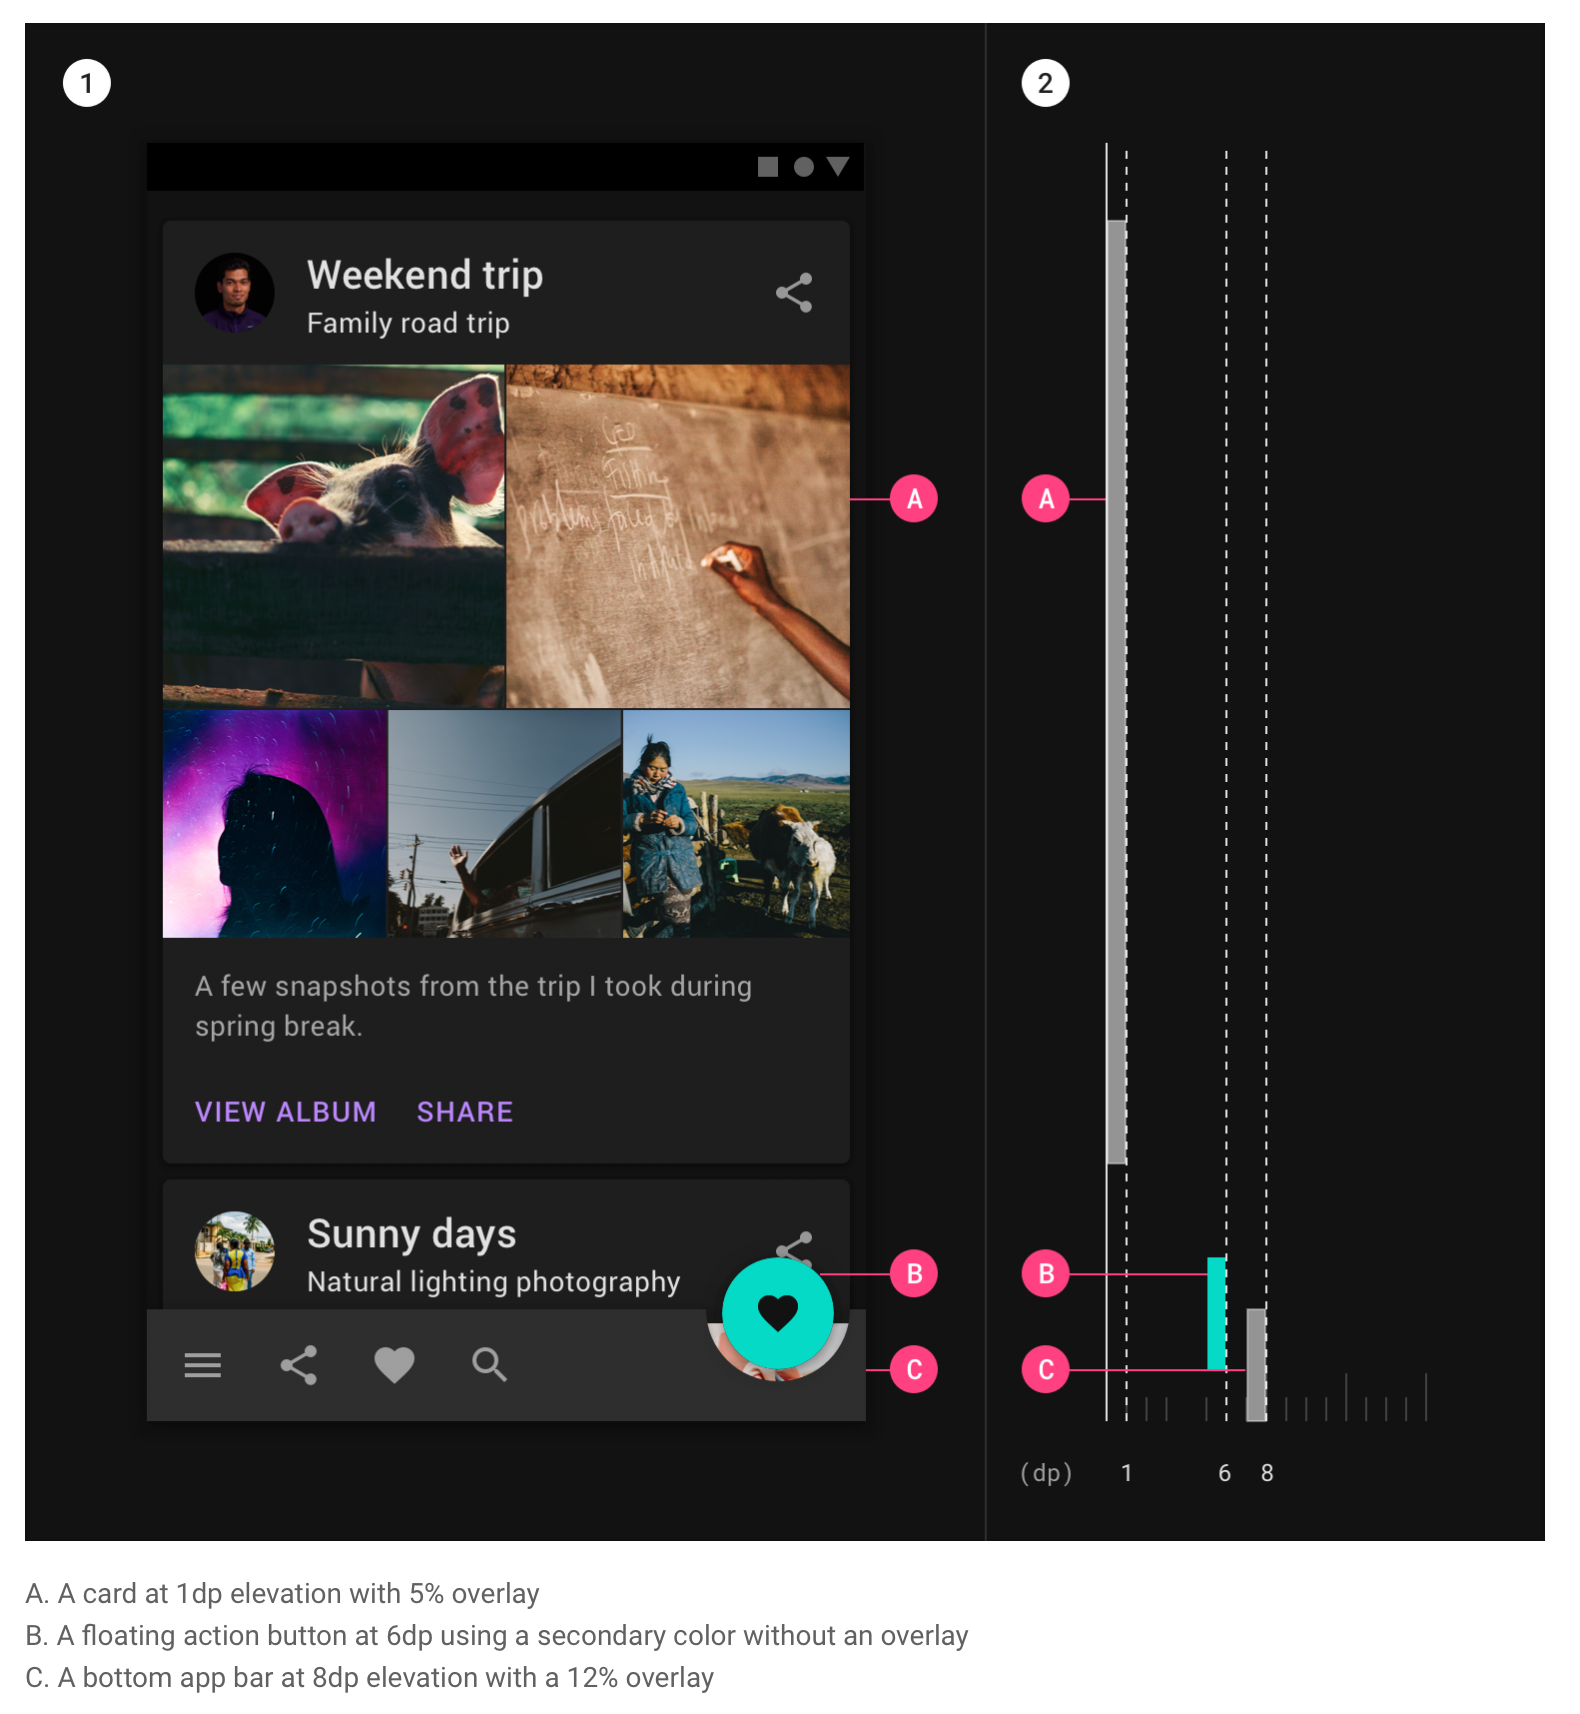 1
2
Weekend trip
Family road trip
A
A
A few snapshots from the trip I took during
spring break.
VIEW ALBUM SHARE
Sunny days
Natural lighting photography
B
B
C
C
(dp) 1 6 8
A. A card at 1dp elevation with 5% overlay
B. A floating action button at 6dp using a secondary color without an overlay
C. A bottom app bar at 8dp elevation with a 12% overlay